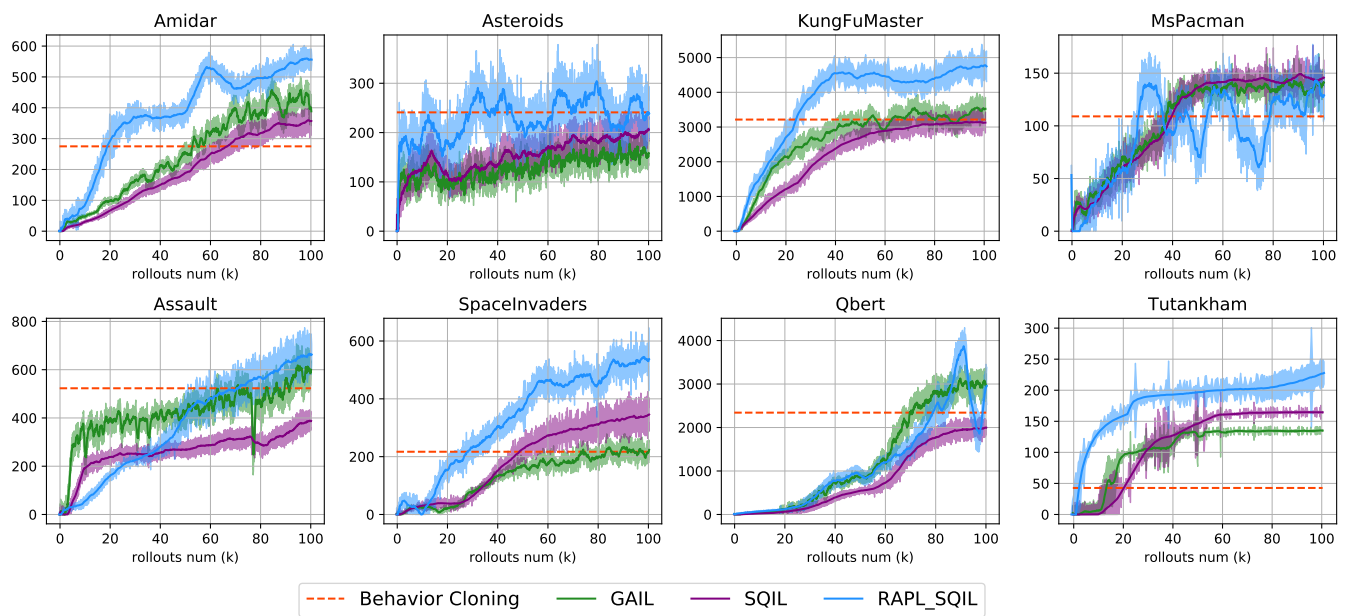 Amidar
600
500
400
300
200
100
0
0 20 40 60 80 100
rollouts num (k)
Asteroids
300
200
100
0
0 20 40 60 80 100
rollouts num (k)
KungFuMaster
5000
4000
3000
2000
1000
0
0 20 40 60 80 100
rollouts num (k)
MsPacman
150
100
50
0
0 20 40 60 80 100
rollouts num (k)
Assault
800
600
400
200
0
0 20 40 60 80 100
rollouts num (k)
SpaceInvaders
600
400
200
0
0 20 40 60 80 100
rollouts num (k)
Qbert
4000
3000
2000
1000
0
0 20 40 60 80 100
rollouts num (k)
Tutankham
300
250
200
150
100
50
0
0 20 40 60 80 100
rollouts num (k)
Behavior Cloning GAIL SQIL RAPL_SQIL